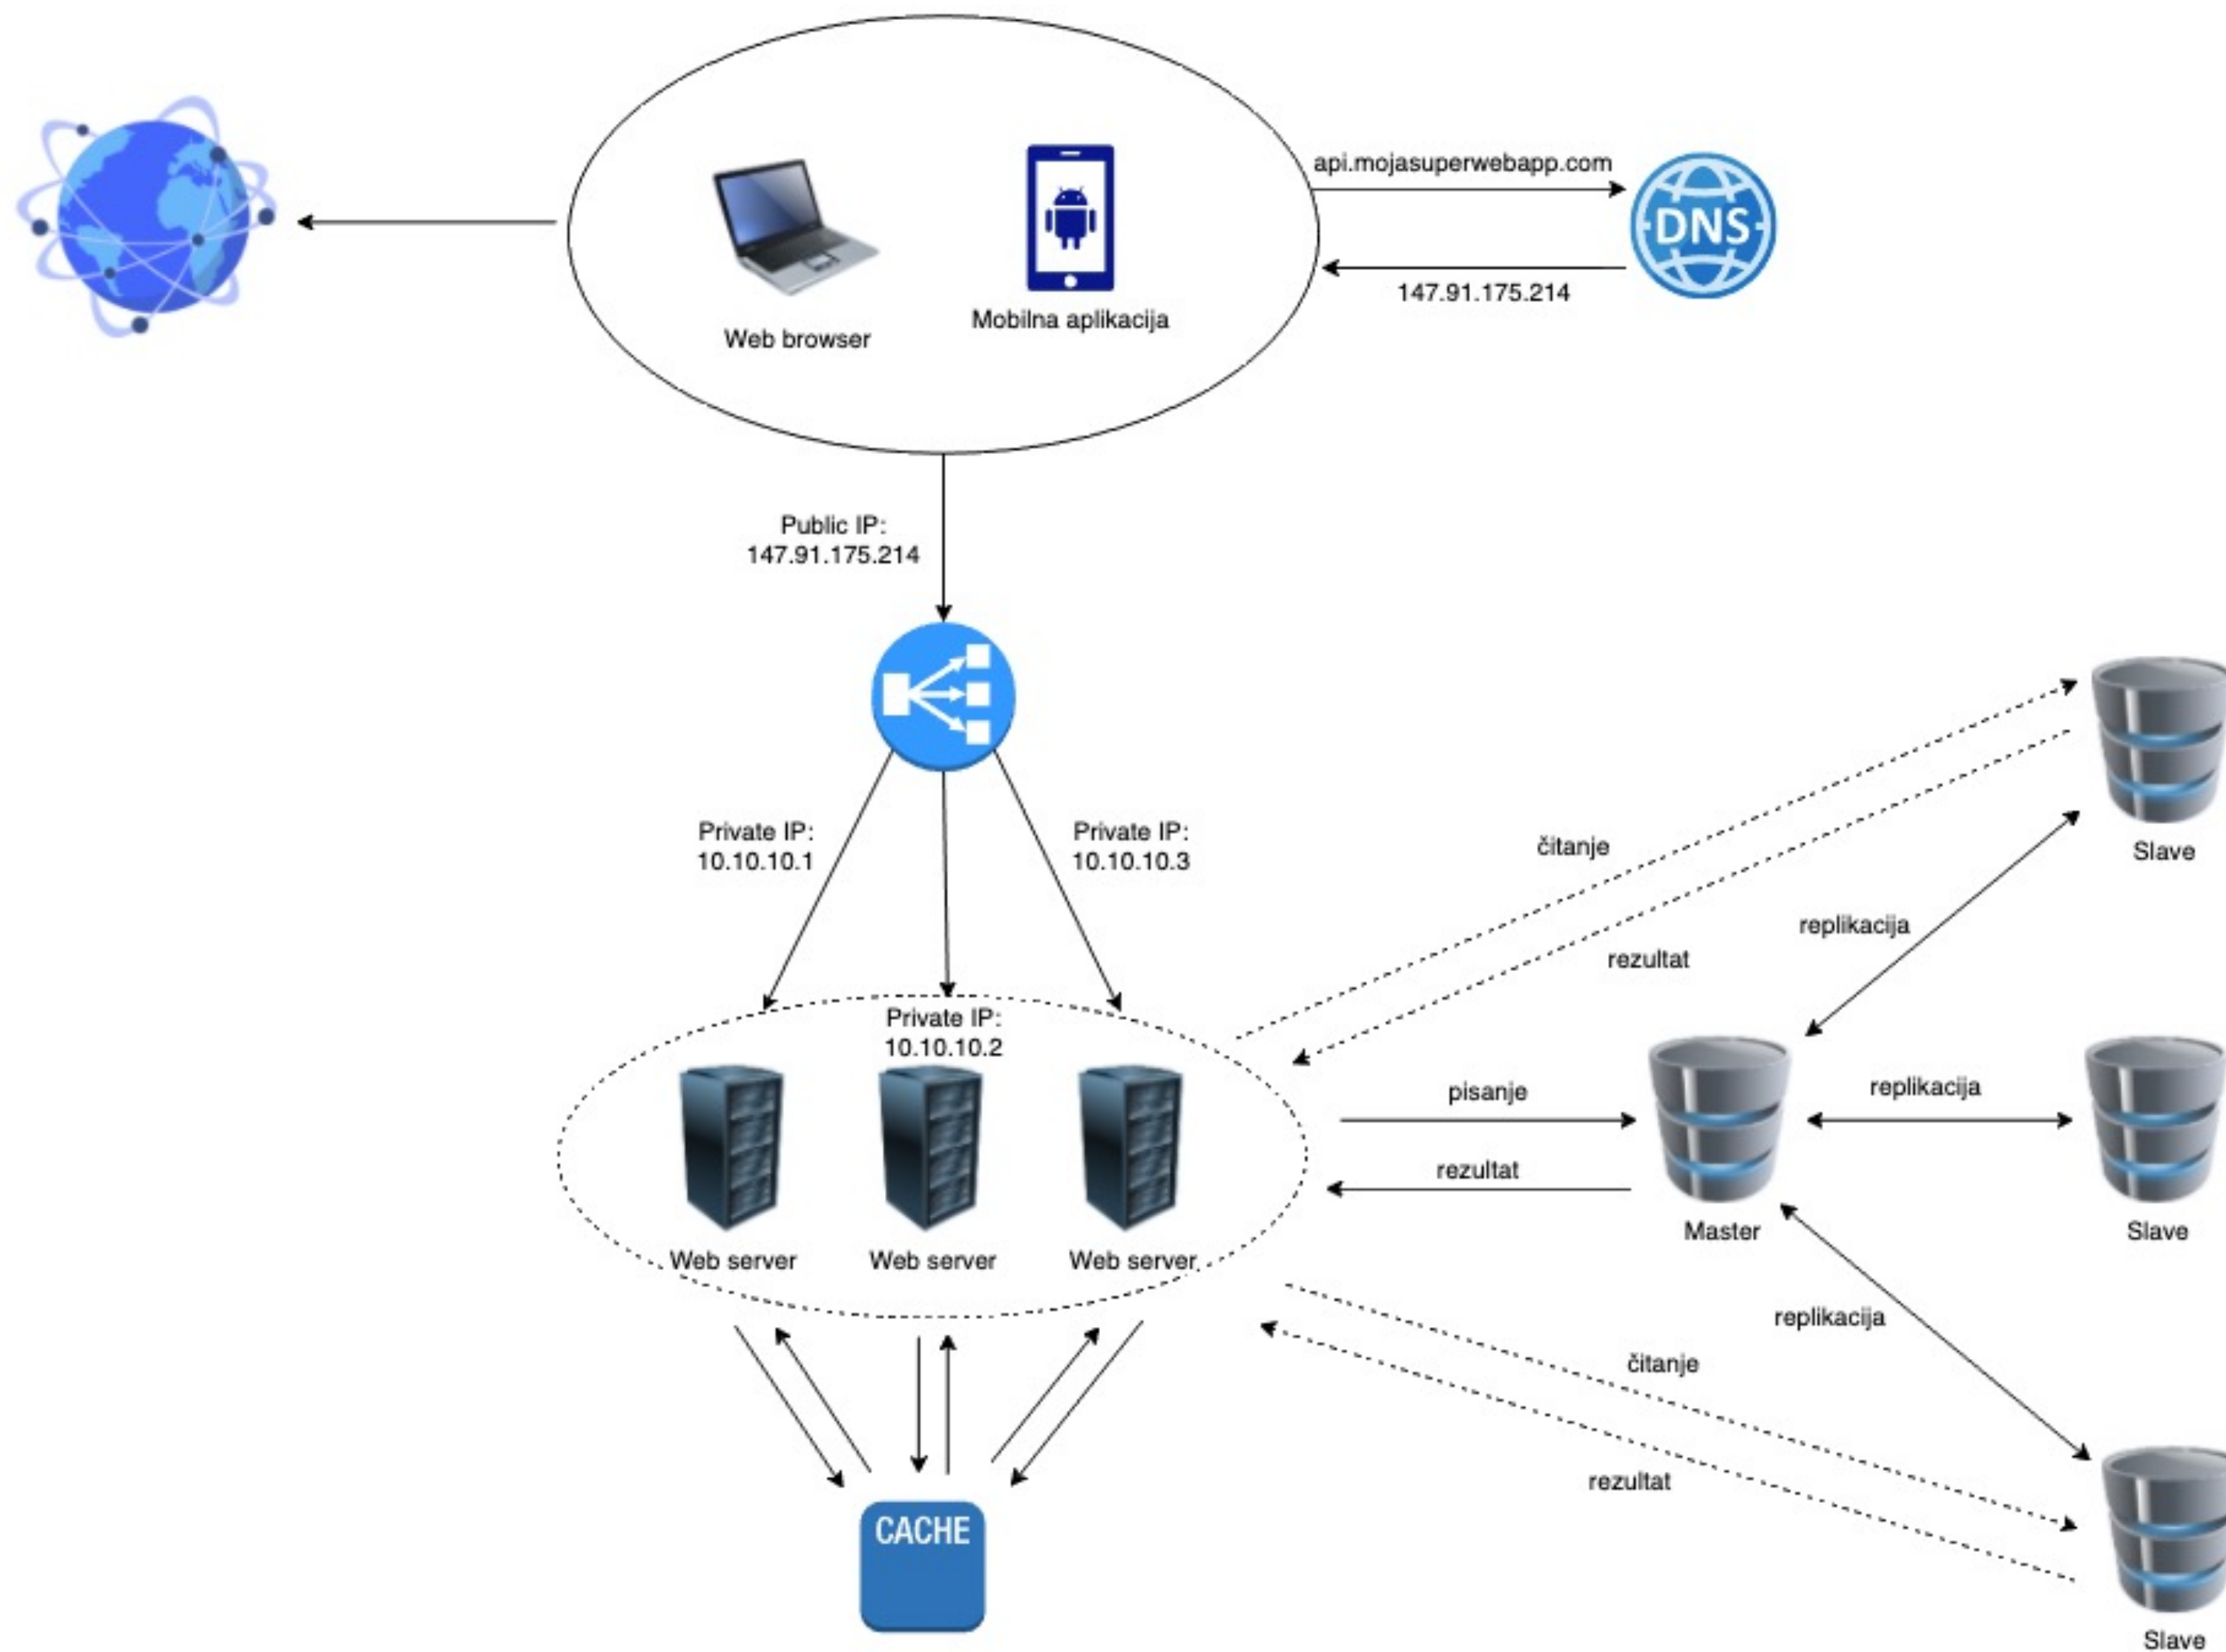 api.mojasuperwebapp.com
DNS
147.91.175.214
Web browser
Mobilna aplikacija
Public IP:
147.91.175.214
Private IP:
10.10.10.1
Private IP:
10.10.10.3
Private IP:
10.10.10.2
čitanje
rezultat
replikacija
Slave
pisanje
rezultat
replikacija
Master
Slave
Web server
Web server
Web server
replikacija
čitanje
rezultat
CACHE
Slave